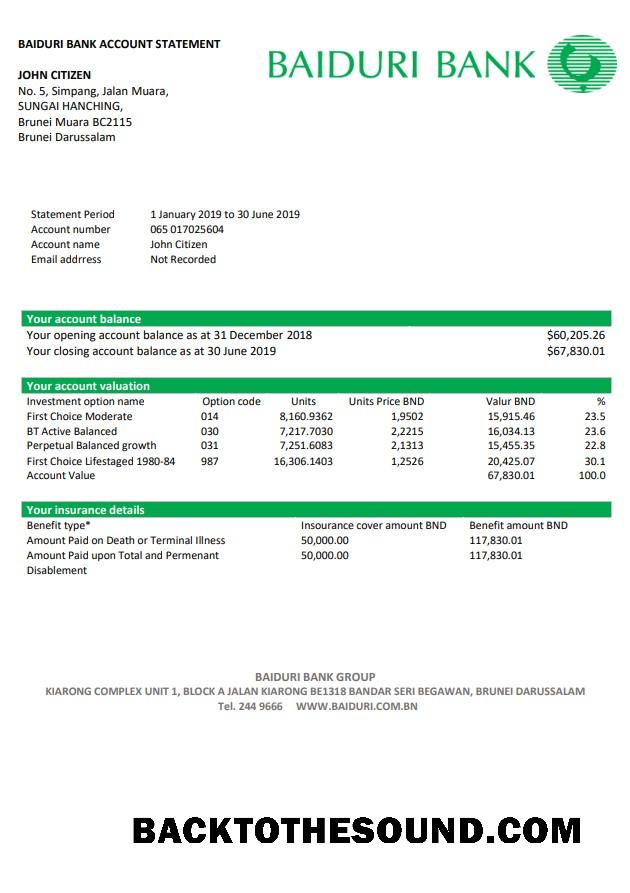 BAIDURI BANK ACCOUNT STATEMENT
BAIDURI BANK
JOHN CITIZEN
No. 5, Simpang, Jalan Muara,
SUNGAI HANCHING,
Brunei Muara BC2115
Brunei Darussalam
Statement Period 1 January 2019 to 30 June 2019
Account number 065 017025604
Account name John Citizen
Email addrress Not Recorded
Your account balance
Your opening account balance as at 31 December 2018 $60,205.26
Your closing account balance as at 30 June 2019 $67,830.01
Your account valuation
Investment option name Option code Units Units Price BND Valur BND %
First Choice Moderate 014 8,160.9362 1,9502 15,915.46 23.5
BT Active Balanced 030 7,217.7030 2,2215 16,034.13 23.6
Perpetual Balanced growth 031 7,251.6083 2,1313 15,455.35 22.8
First Choice Lifestaged 1980-84 987 16,306.1403 1,2526 20,425.07 30.1
Account Value 67,830.01 100.0
Your insurance details
Benefit type* Insourance cover amount BND Benefit amount BND
Amount Paid on Death or Terminal Illness 50,000.00 117,830.01
Amount Paid upon Total and Permenant 50,000.00 117,830.01
Disablement
BAIDURI BANK GROUP
KIARONG COMPLEX UNIT 1, BLOCK A JALAN KIARONG BE1318 BANDAR SERI BEGAWAN, BRUNEI DARUSSALAM
Tel. 244 9666 WWW.BAIDURI.COM.BN
BACKTOTHESOUND.COM